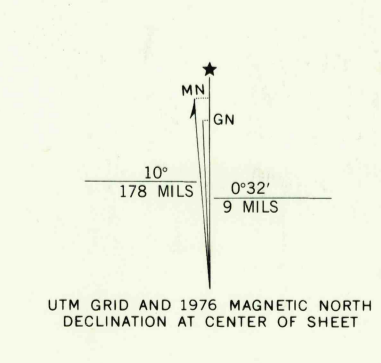 MN
GN
10°
178 MILS
0°32'
9 MILS
UTM GRID AND 1976 MAGNETIC NORTH
DECLINATION AT CENTER OF SHEET